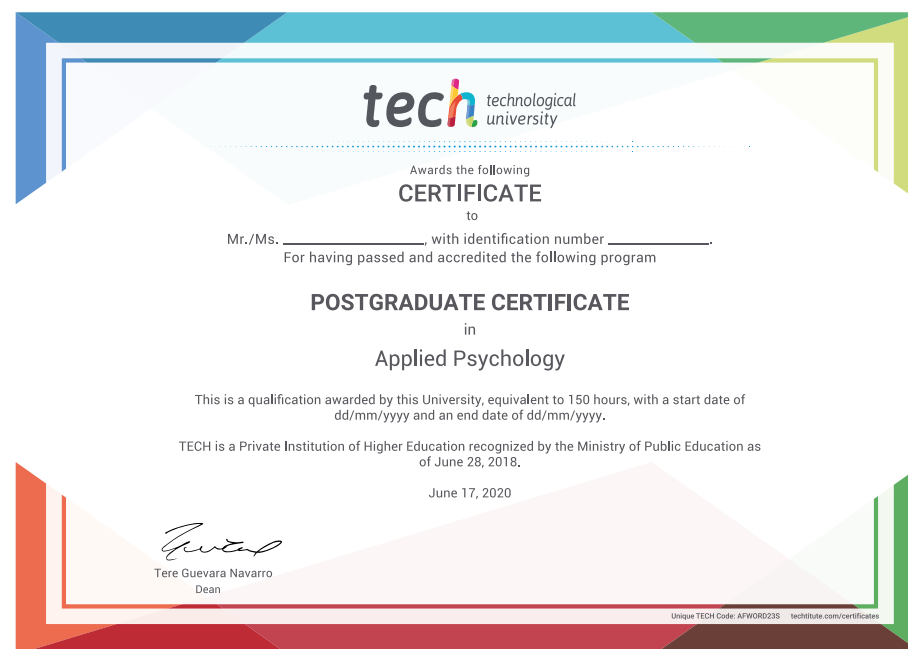 tech technological
university
Awards the following
CERTIFICATE
to
Mr./Ms. ____________________, with identification number ______________.
For having passed and accredited the following program
POSTGRADUATE CERTIFICATE
in
Applied Psychology
This is a qualification awarded by this University, equivalent to 150 hours, with a start date of
dd/mm/yyyy and an end date of dd/mm/yyyy.
TECH is a Private Institution of Higher Education recognized by the Ministry of Public Education as
of June 28, 2018.
June 17, 2020
Tere Guevara Navarro
Dean
Unique TECH Code: AFWORD23S techtitute.com/certificates